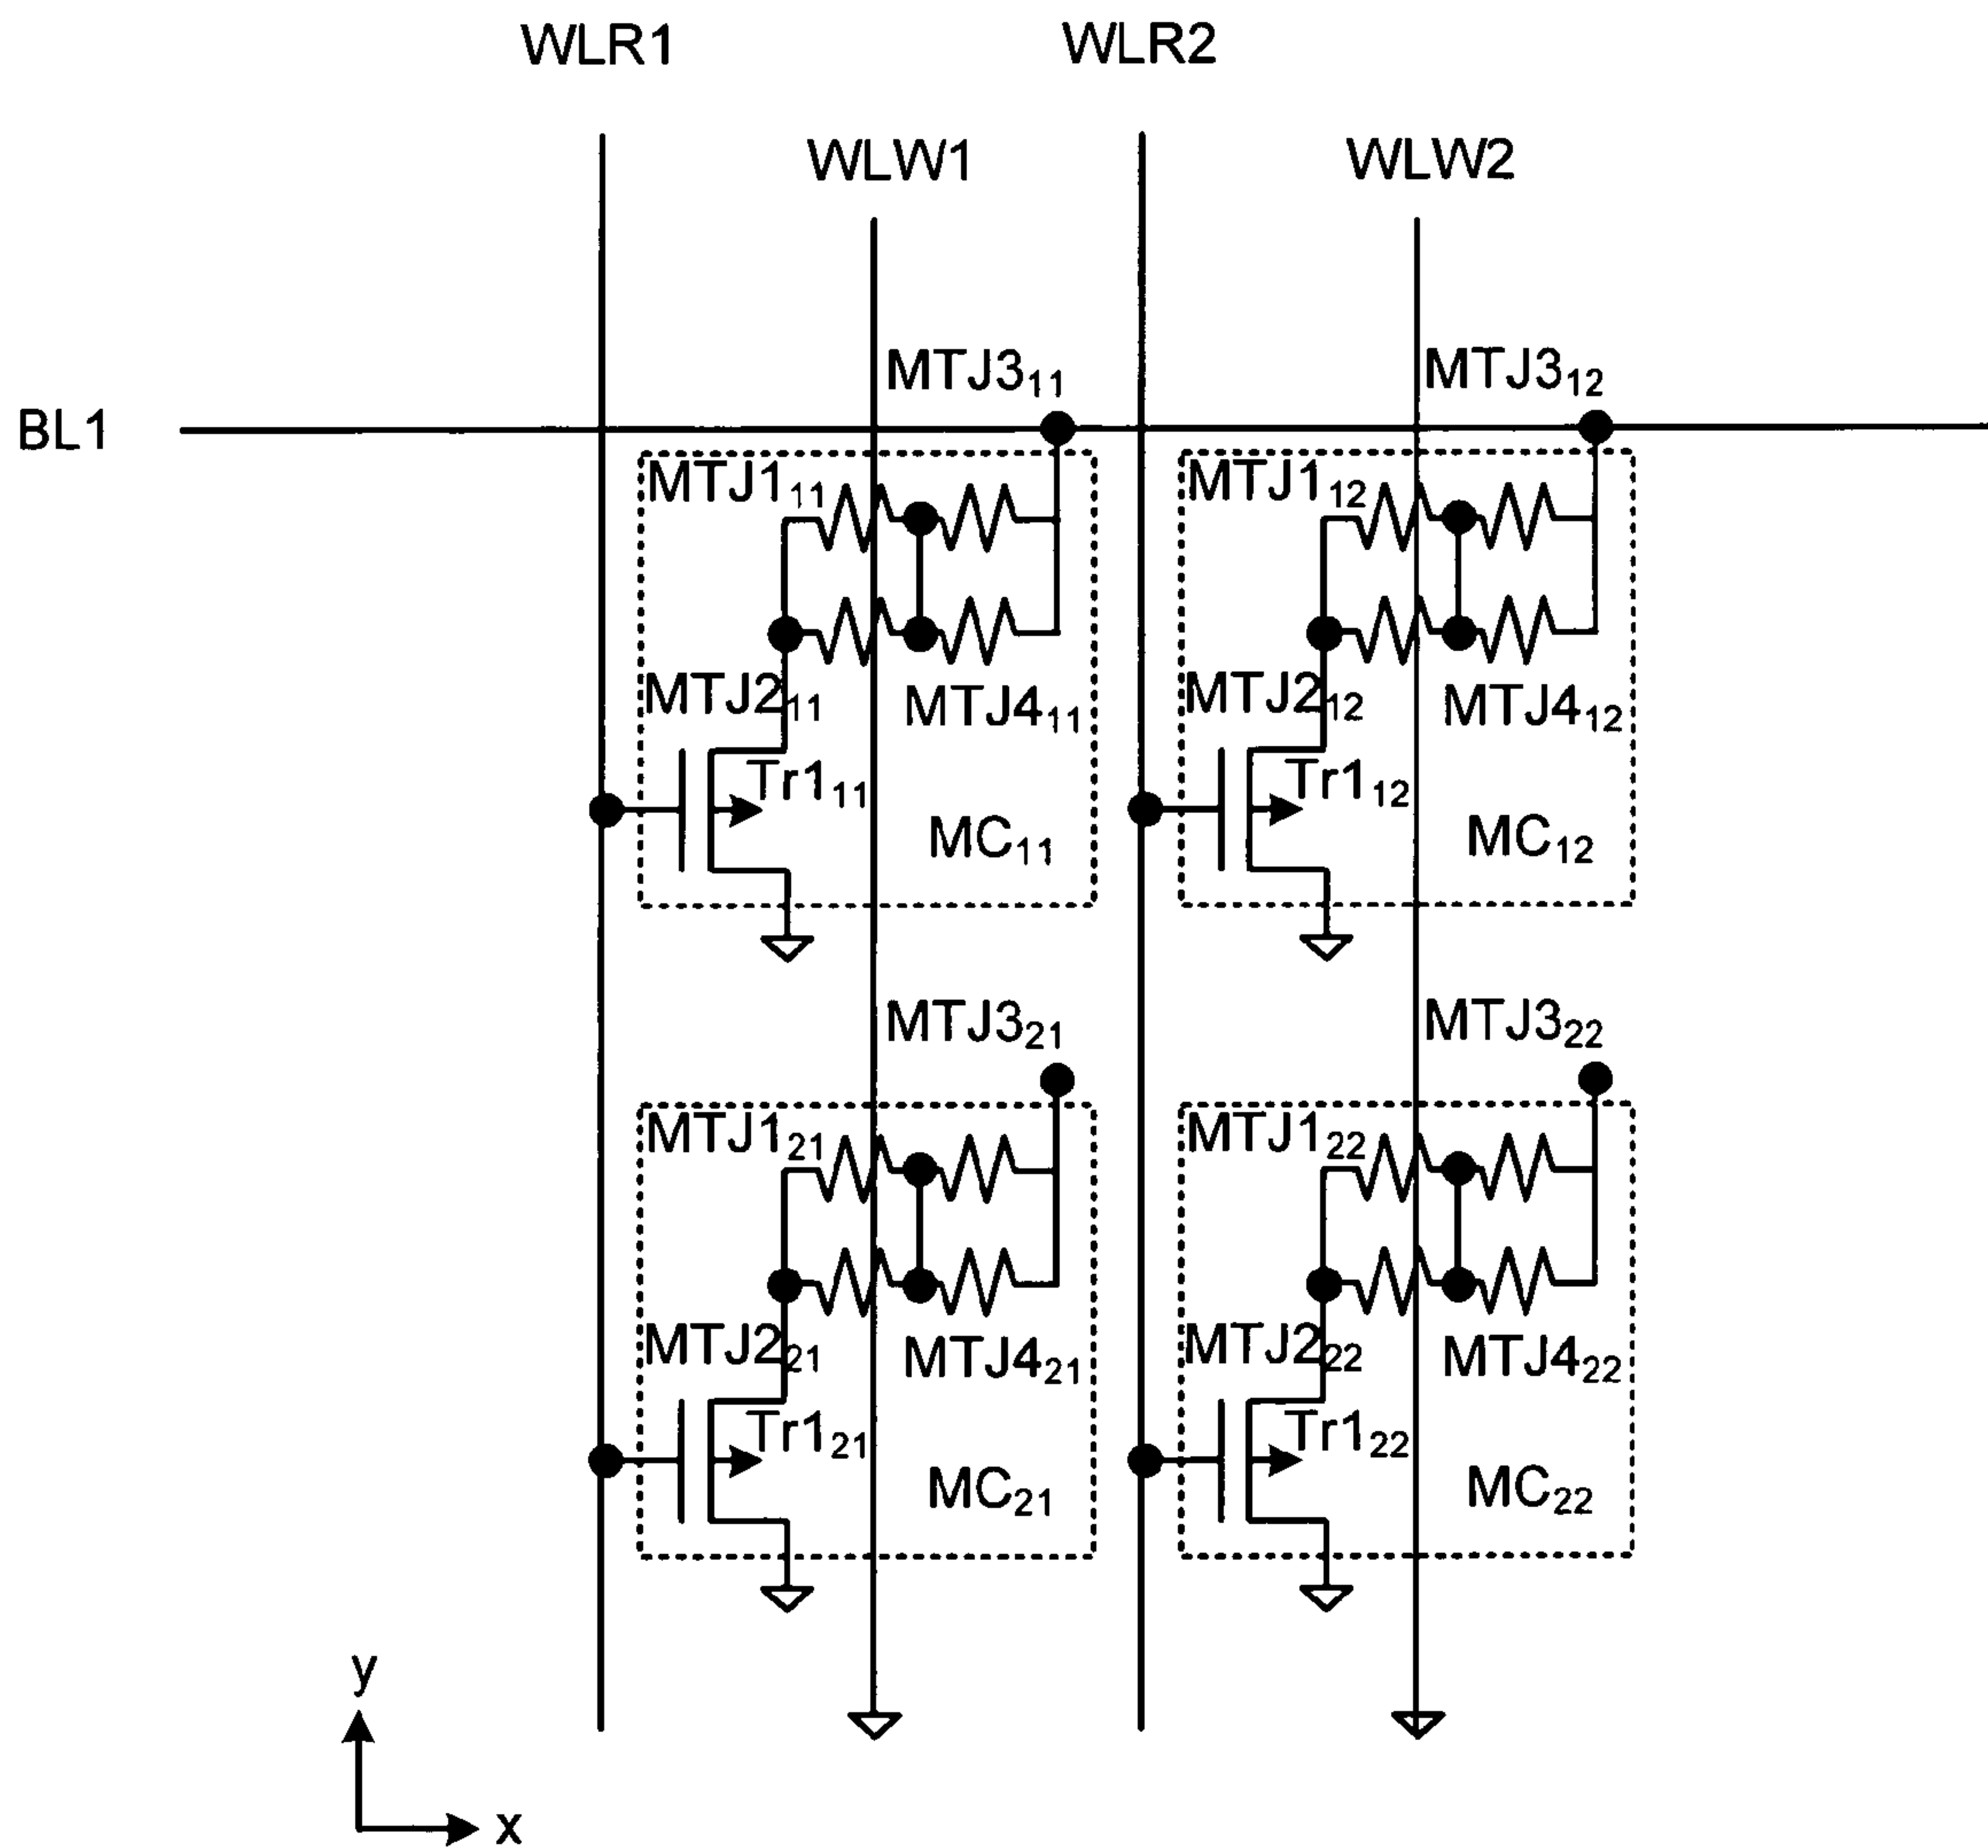 WLR1 WLR2
WLW1 WLW2
MTJ3₁₁ MTJ3₁₂
BL1
MTJ1₁₁ MTJ1₁₂
MTJ2₁₁ MTJ4₁₁ MTJ2₁₂ MTJ4₁₂
Tr1₁₁ Tr1₁₂
MC₁₁ MC₁₂
MTJ3₂₁ MTJ3₂₂
MTJ1₂₁ MTJ1₂₂
MTJ2₂₁ MTJ4₂₁ MTJ2₂₂ MTJ4₂₂
Tr1₂₁ Tr1₂₂
MC₂₁ MC₂₂
y
x